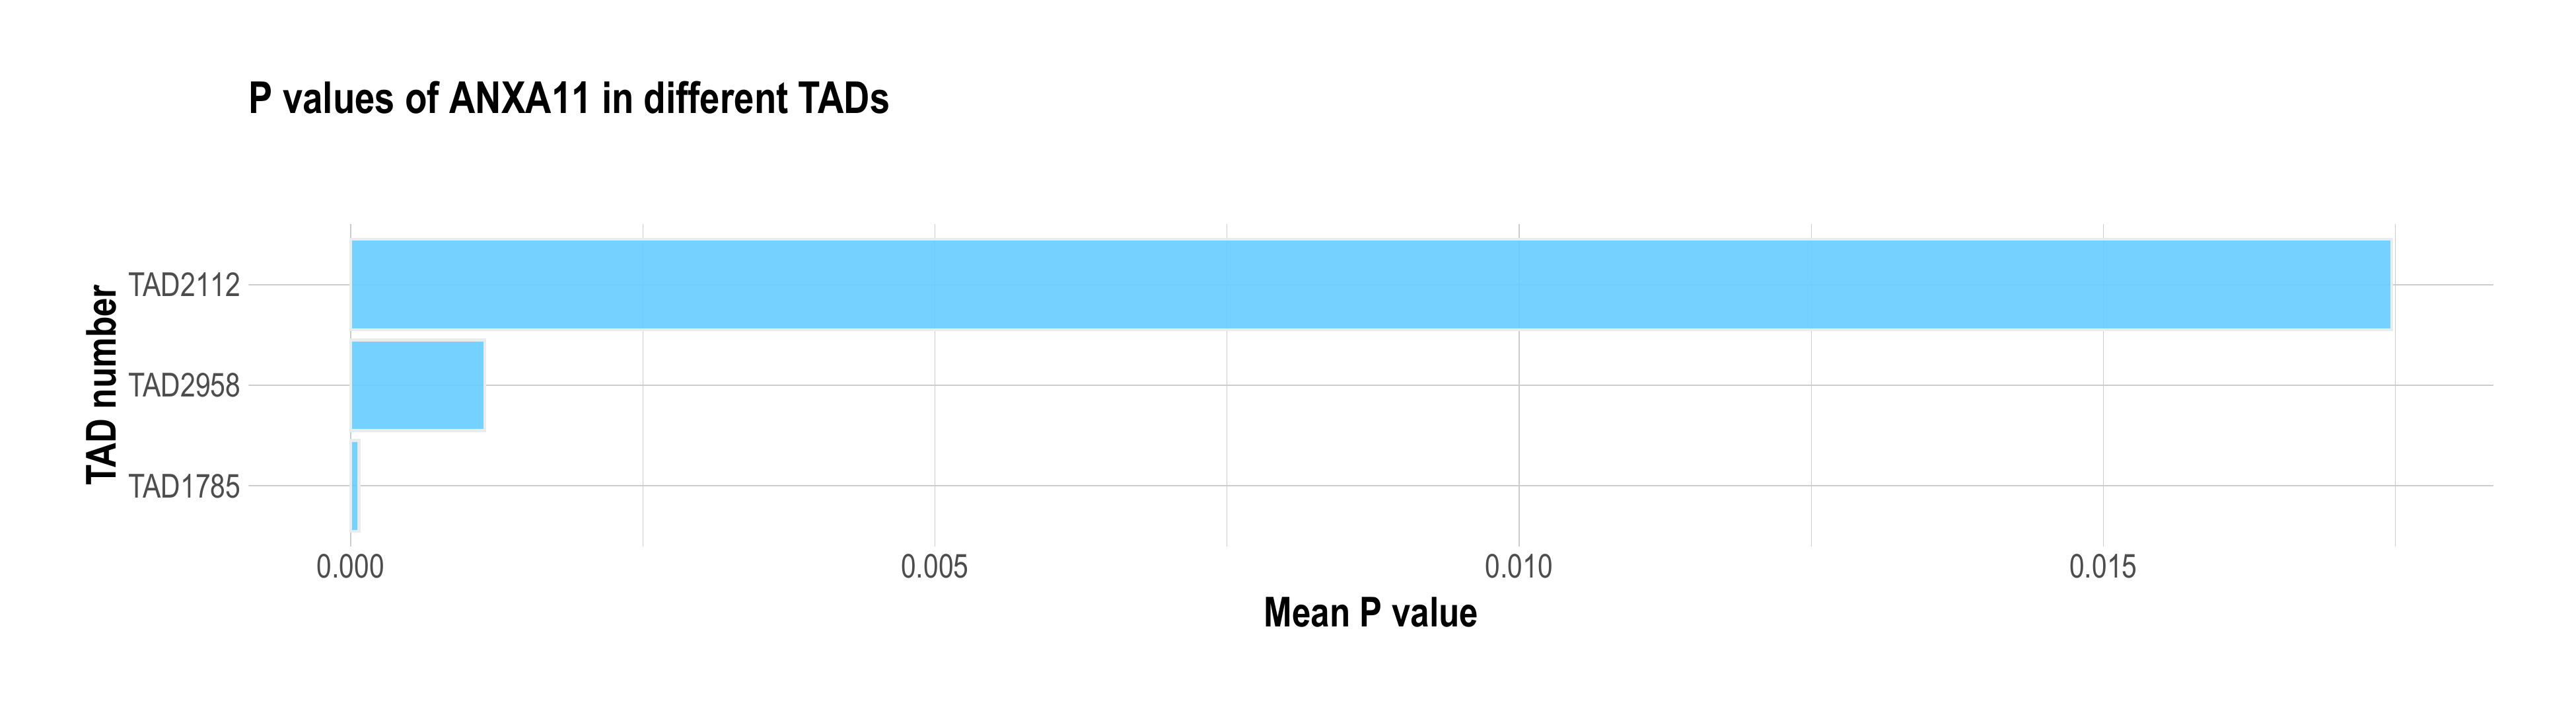 P values of ANXA11 in different TADs
TAD number
TAD2112
TAD2958
TAD1785
0.000 0.005 0.010 0.015
Mean P value